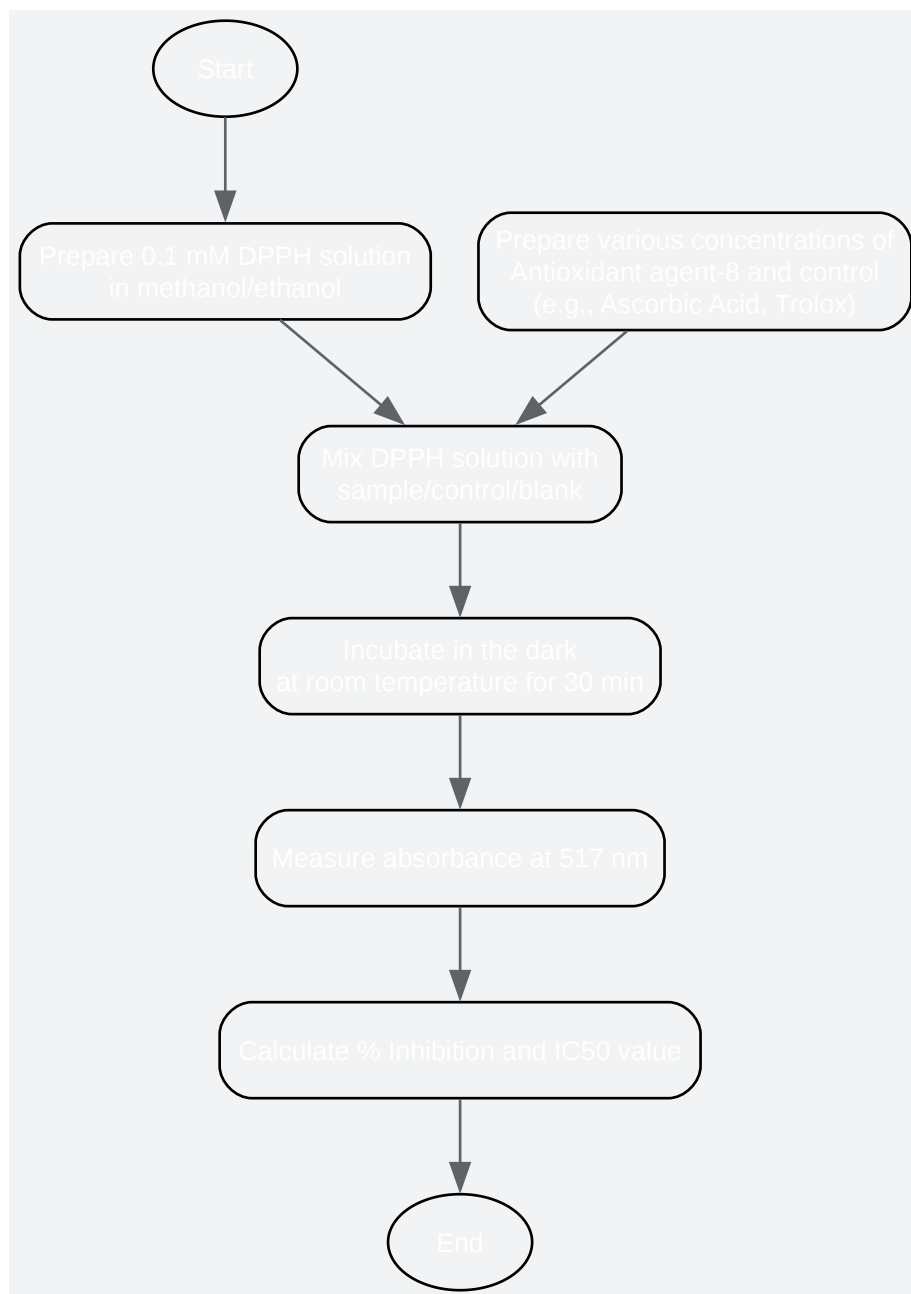 Start
Prepare 0.1 mM DPPH solution
in methanol/ethanol
Prepare various concentrations of
Antioxidant agent-8 and control
(e.g., Ascorbic Acid, Trolox)
Mix DPPH solution with
sample/control/blank
Incubate in the dark
at room temperature for 30 min
Measure absorbance at 517 nm
Calculate % Inhibition and IC50 value
End